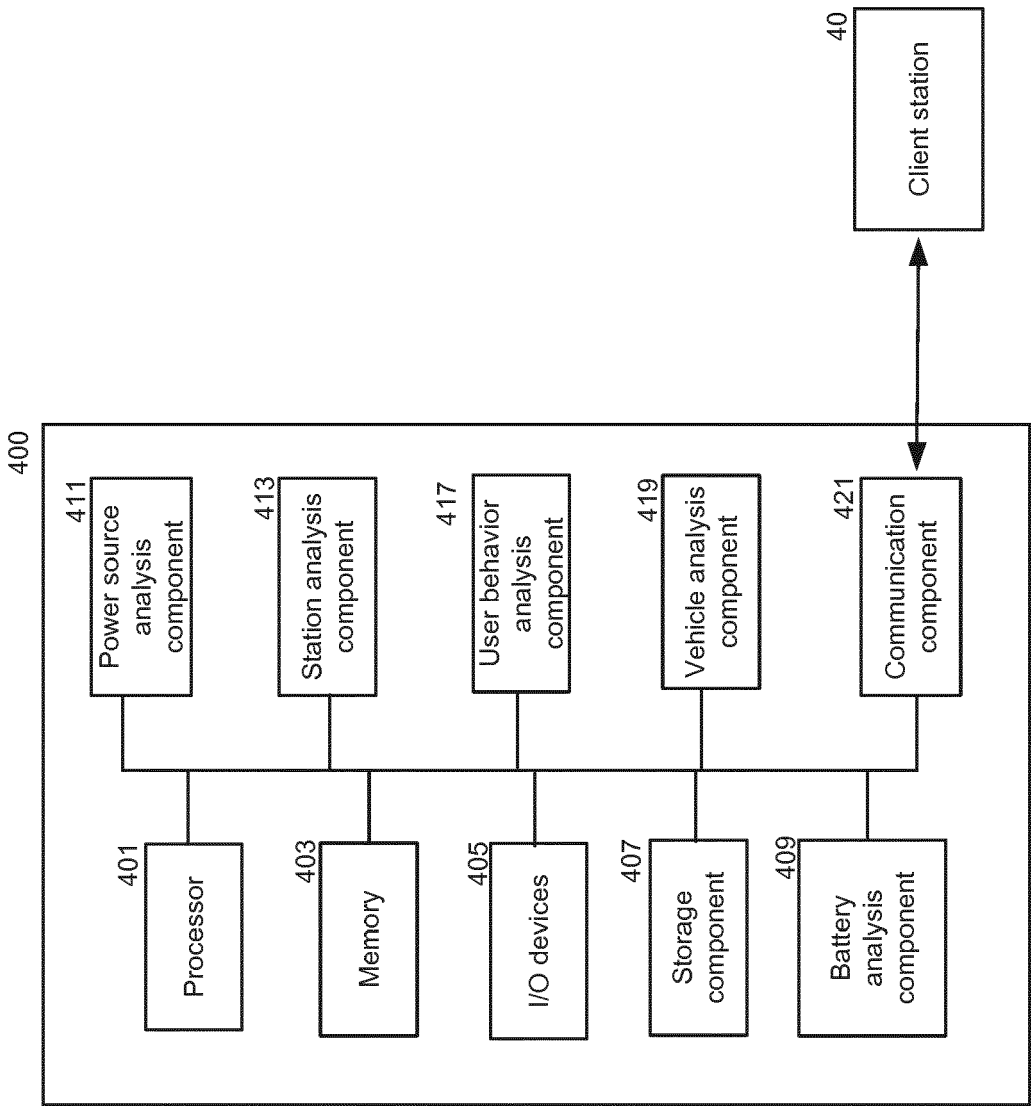 400
401
Processor
403
Memory
405
I/O devices
407
Storage
component
409
Battery
analysis
component
411
Power source
analysis
component
413
Station analysis
component
417
User behavior
analysis
component
419
Vehicle analysis
component
421
Communication
component
40
Client station